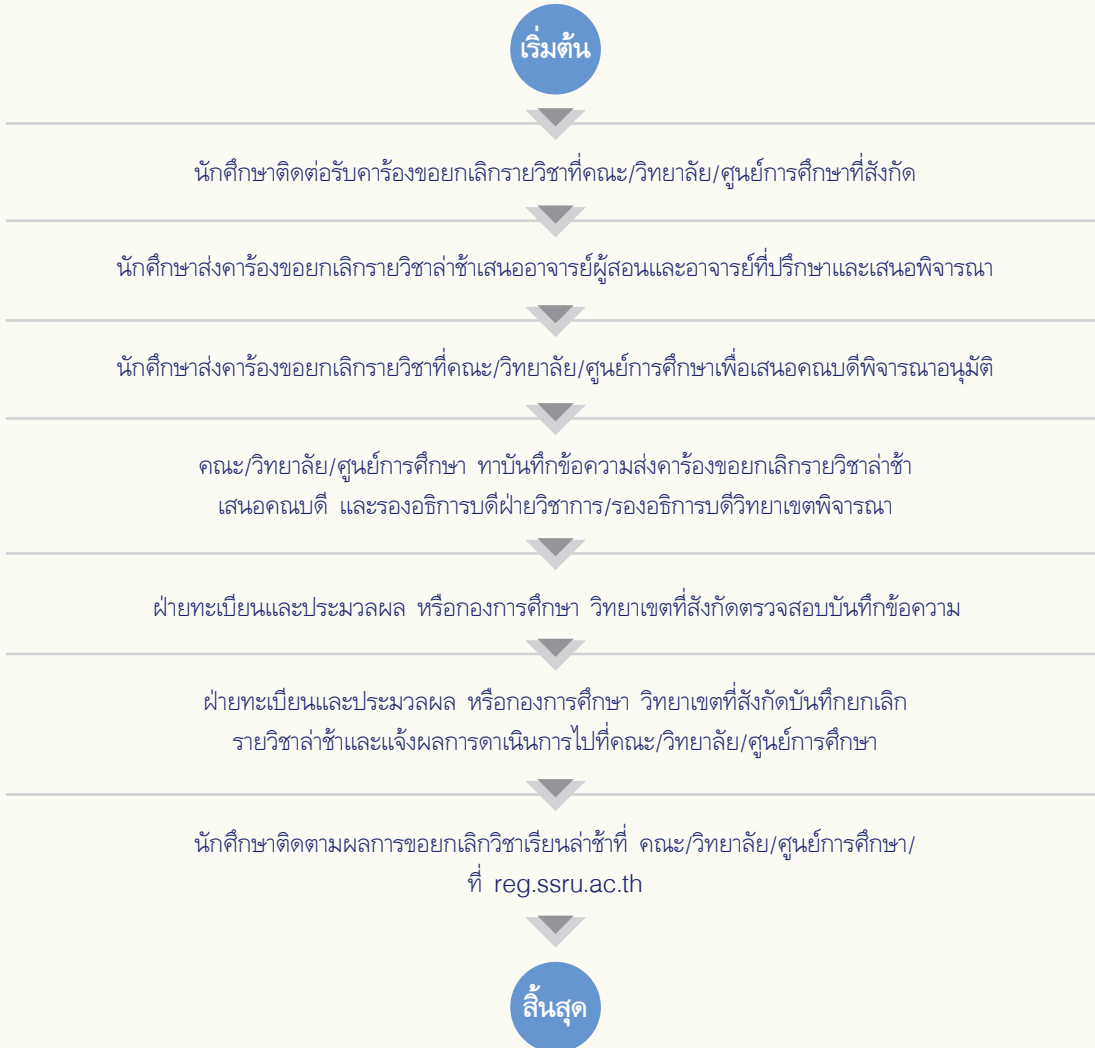 เริ่มต้น
นักศึกษาติดต่อรับคาร้องขอยกเลิกรายวิชาที่คณะ/วิทยาลัย/ศูนย์การศึกษาที่สังกัด
นักศึกษาส่งคาร้องขอยกเลิกรายวิชาล่าช้าเสนออาจารย์ผู้สอนและอาจารย์ที่ปรึกษาและเสนอพิจารณา
นักศึกษาส่งคาร้องขอยกเลิกรายวิชาที่คณะ/วิทยาลัย/ศูนย์การศึกษาเพื่อเสนอคณบดีพิจารณาอนุมัติ
คณะ/วิทยาลัย/ศูนย์การศึกษา ทาบันทึกข้อความส่งคาร้องขอยกเลิกรายวิชาล่าช้า
เสนอคณบดี และรองอธิการบดีฝ่ายวิชาการ/รองอธิการบดีวิทยาเขตพิจารณา
ฝ่ายทะเบียนและประมวลผล หรือกองการศึกษา วิทยาเขตที่สังกัดตรวจสอบบันทึกข้อความ
ฝ่ายทะเบียนและประมวลผล หรือกองการศึกษา วิทยาเขตที่สังกัดบันทึกยกเลิก
รายวิชาล่าช้าและแจ้งผลการดาเนินการไปที่คณะ/วิทยาลัย/ศูนย์การศึกษา
นักศึกษาติดตามผลการขอยกเลิกวิชาเรียนล่าช้าที่ คณะ/วิทยาลัย/ศูนย์การศึกษา/
ที่ reg.ssru.ac.th
สิ้นสุด